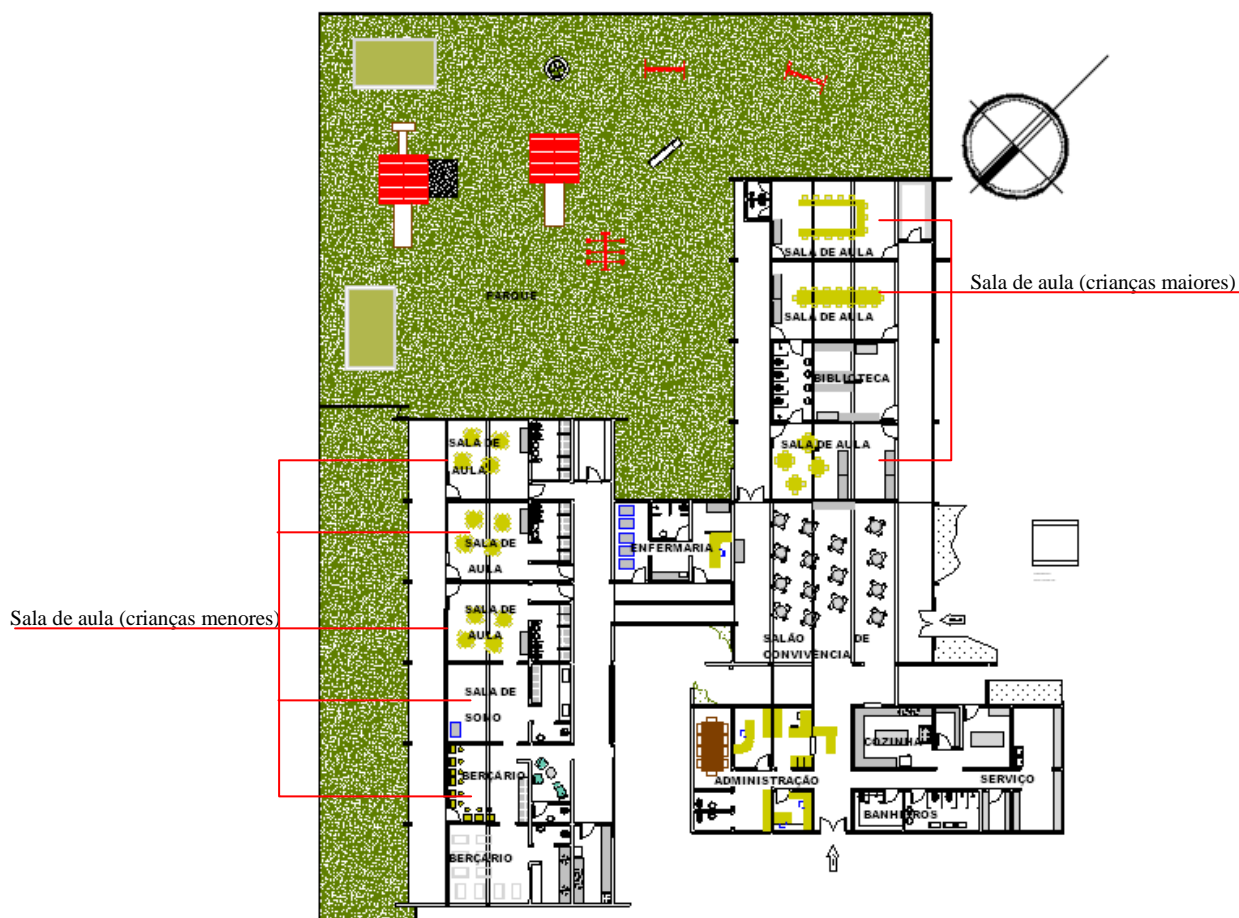 SALA DE AULA
Sala de aula (crianças maiores)
PARQUE
SALA DE AULA
BIBLIOTECA
SALA DE AULA
SALA DE
AULA
SALA DE
AULA
ENFERMARIA
SALA DE
AULA
Sala de aula (crianças menores)
SALÃO DE
CONVIVÊNCIA
SALA DE
SONO
COZINHA
BERÇÁRIO
ADMINISTRAÇÃO
SERVIÇO
BANHEIROS
BERÇÁRIO